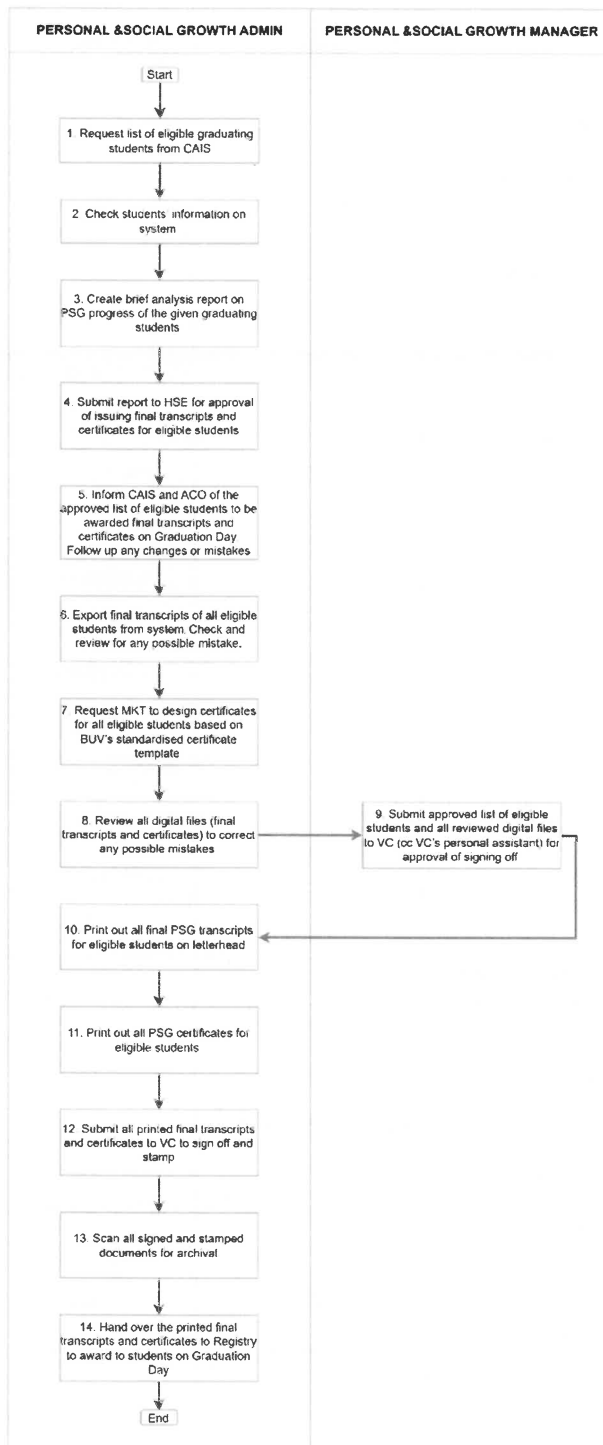 PERSONAL &SOCIAL GROWTH ADMIN
PERSONAL &SOCIAL GROWTH MANAGER
Start
1. Request list of eligible graduating
students from CAIS
2 Check students information on
system
3. Create brief analysis report on
PSG progress of the given graduating
students
4. Submit report to HSE for approval
of issuing final transcripts and
certificates for eligible students
5. Inform CAIS and ACO of the
approved list of eligible students to be
awarded final transcripts and
certificates on Graduation Day
Follow up any changes or mistakes
6. Export final transcripts of all eligible
students from system. Check and
review for any possible mistake.
7 Request MKT to design certificates
for all eligible students based on
BUV's standardised certificate
template
8. Review all digital files (final
transcripts and certificates) to correct
any possible mistakes
9. Submit approved list of eligible
students and all reviewed digital files
to VC (cc VC's personal assistant) for
approval of signing off
10. Print out all final PSG transcripts
for eligible students on letterhead
11. Print out all PSG certificates for
eligible students
12. Submit all printed final transcripts
and certificates to VC to sign off and
stamp
13. Scan all signed and stamped
documents for archival
14. Hand over the printed final
transcripts and certificates to Registry
to award to students on Graduation
Day
End